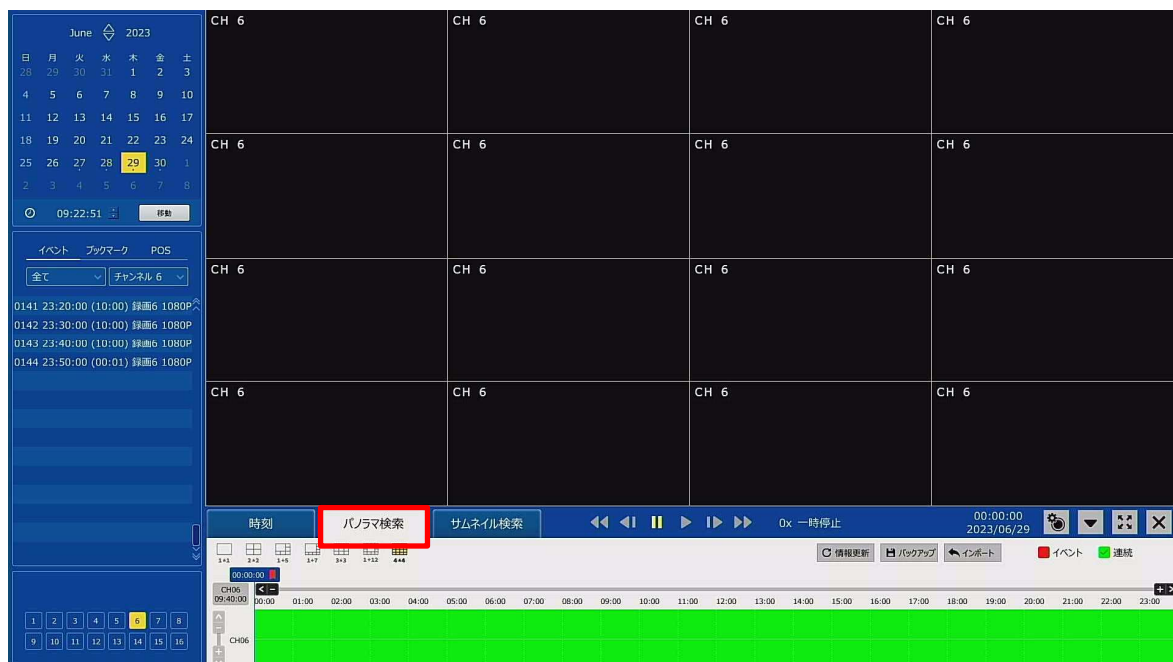 June 2023
日 月 火 水 木 金 土
28 29 30 31 1 2 3
4 5 6 7 8 9 10
11 12 13 14 15 16 17
18 19 20 21 22 23 24
25 26 27 28 29 30 1
2 3 4 5 6 7 8
09:22:51 移動
イベント ブックマーク POS
全て チャンネル 6
0141 23:20:00 (10:00) 録画6 1080P
0142 23:30:00 (10:00) 録画6 1080P
0143 23:40:00 (10:00) 録画6 1080P
0144 23:50:00 (00:01) 録画6 1080P
1 2 3 4 5 6 7 8
9 10 11 12 13 14 15 16
CH 6 CH 6 CH 6 CH 6
CH 6 CH 6 CH 6 CH 6
CH 6 CH 6 CH 6 CH 6
CH 6 CH 6 CH 6 CH 6
時刻 パノラマ検索 サムネイル検索 0x 一時停止 00:00:00
2023/06/29
1×1 2×2 1+5 1+7 3×3 1+12 4×4 情報更新 バックアップ インポート イベント 連続
00:00:00
CH06
09:40:00 00:00 01:00 02:00 03:00 04:00 05:00 06:00 07:00 08:00 09:00 10:00 11:00 12:00 13:00 14:00 15:00 16:00 17:00 18:00 19:00 20:00 21:00 22:00 23:00
CH06